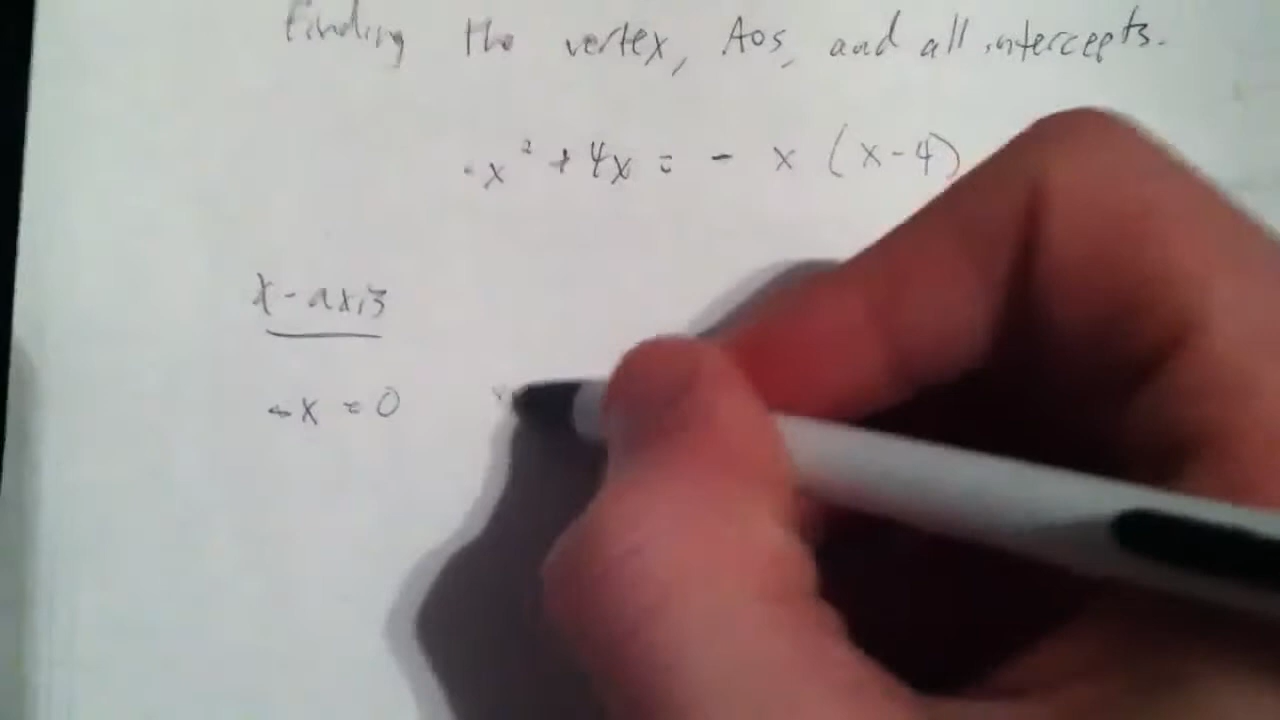 finding the vertex, Aos, and all intercepts.
-x² + 4x = - x (x-4)
x-axis
-x = 0 x